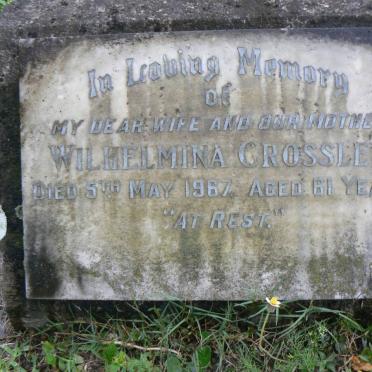 In Loving Memory
of
MY DEAR WIFE AND OUR MOTHE
WILHELMINA CROSSLE
DIED 5TH MAY 1967. AGED 61 YEA
"AT REST."